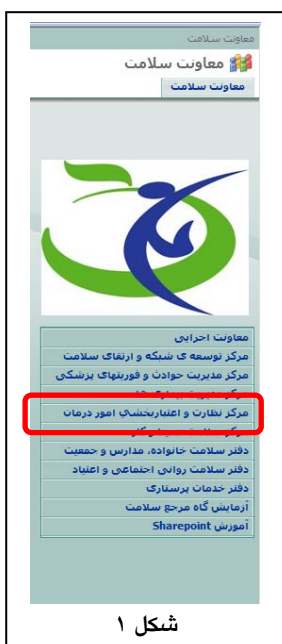 معاونت سلامت
معاونت سلامت
معاونت سلامت
معاونت اجرایی
مرکز توسعه ی شبکه و ارتقای سلامت
مرکز مدیریت حوادث و فوریتهای پزشکی
مرکز نظارت و اعتباربخشي امور درمان
دفتر سلامت خانواده، مدارس و جمعیت
دفتر سلامت روانی اجتماعی و اعتیاد
دفتر خدمات پرستاری
آزمایش گاه مرجع سلامت
آموزش Sharepoint
شکل ۱